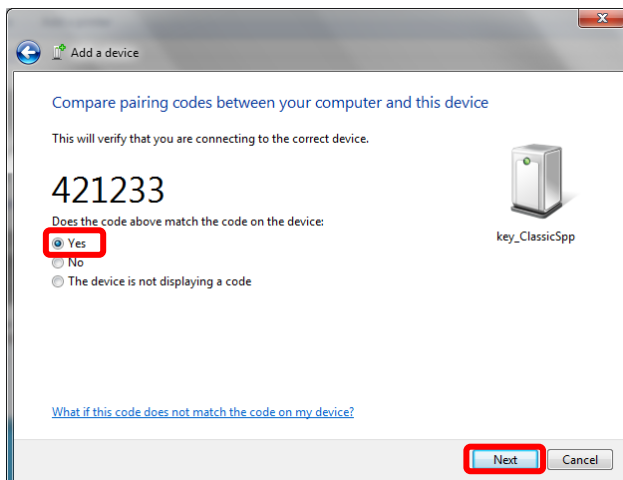 Add a device
Compare pairing codes between your computer and this device
This will verify that you are connecting to the correct device.
421233
Does the code above match the code on the device:
key_ClassicSpp
Yes
No
The device is not displaying a code
What if this code does not match the code on my device?
Next Cancel